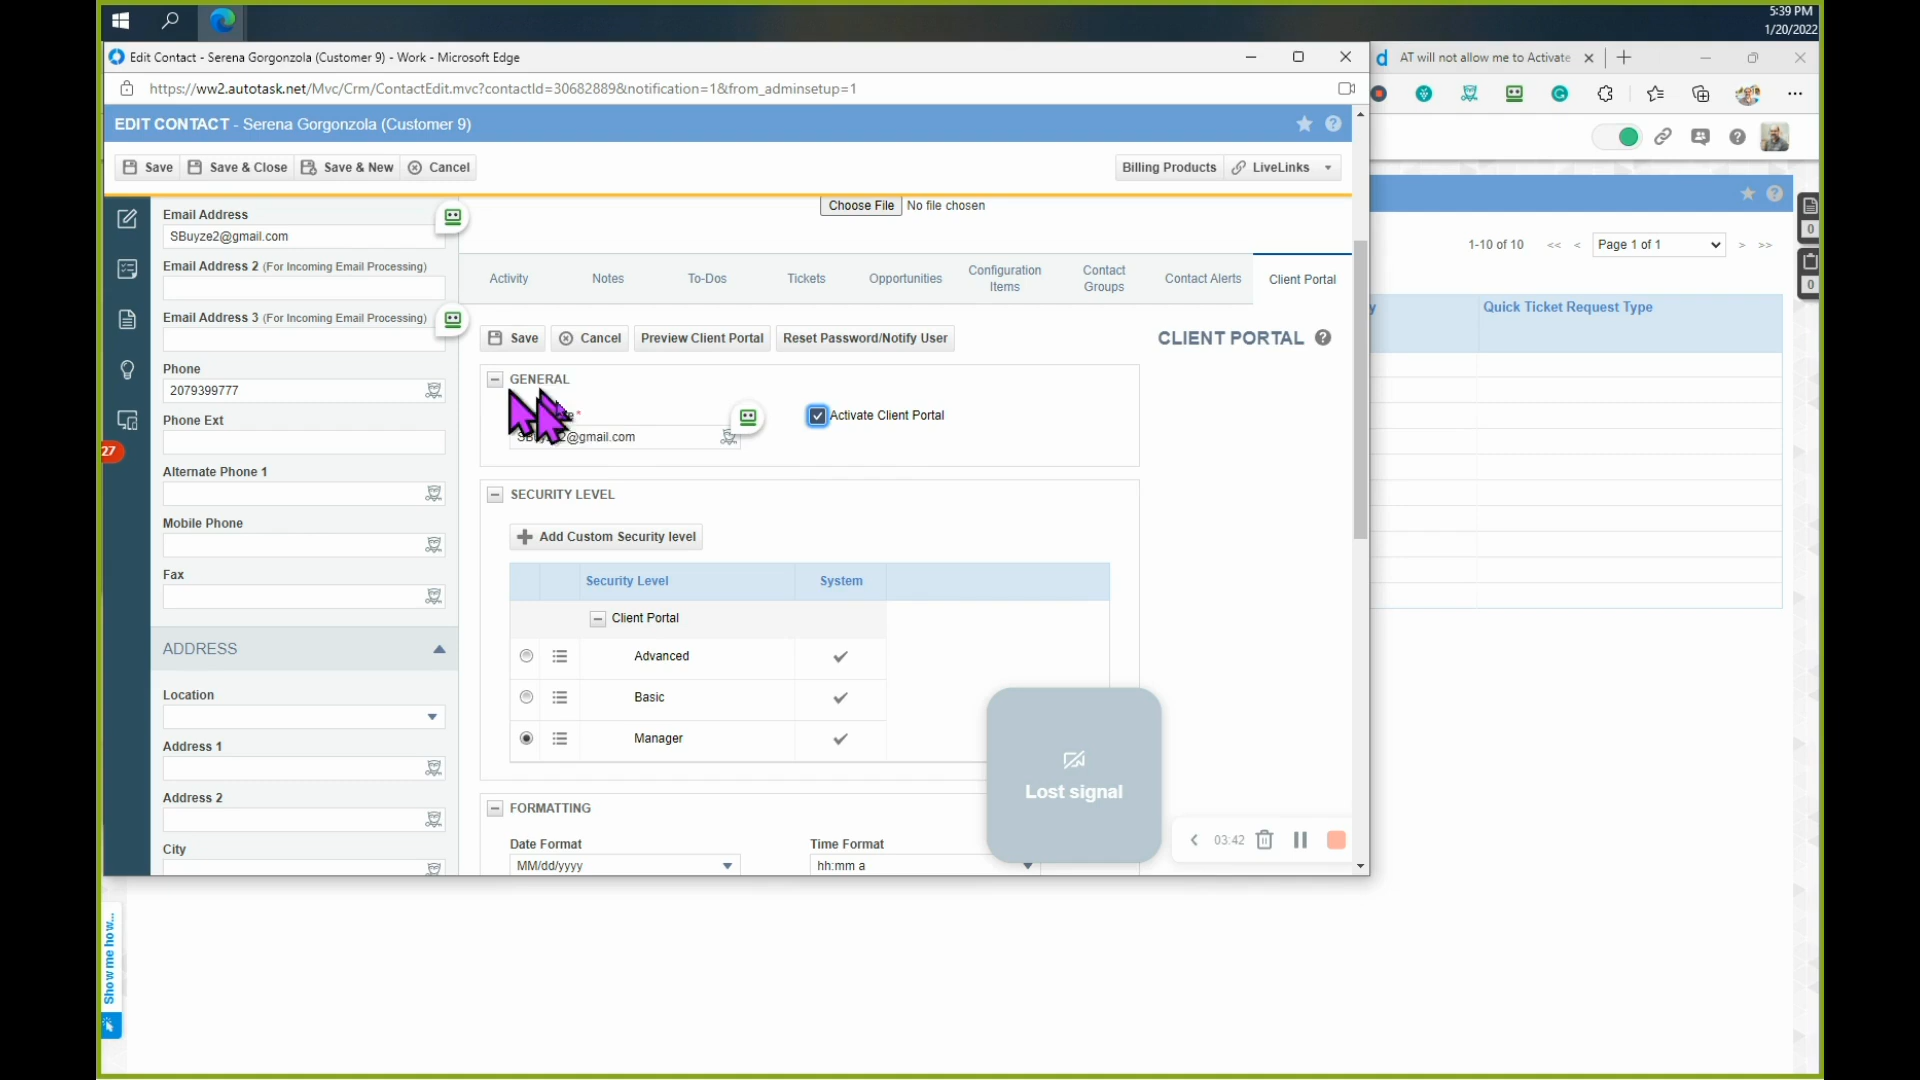 5:39 PM
1/20/2022
Edit Contact - Serena Gorgonzola (Customer 9) - Work - Microsoft Edge
AT will not allow me to Activate
https://ww2.autotask.net/Mvc/Crm/ContactEdit.mvc?contactId=30682889&notification=1&from_adminsetup=1
EDIT CONTACT - Serena Gorgonzola (Customer 9)
Save
Save & Close
Save & New
Cancel
Billing Products
LiveLinks
Email Address
SBuyze2@gmail.com
Email Address 2 (For Incoming Email Processing)
Email Address 3 (For Incoming Email Processing)
Phone
2079399777
Phone Ext
27
Alternate Phone 1
Mobile Phone
Fax
ADDRESS
Location
Address 1
Address 2
City
Choose File
No file chosen
Activity
Notes
To-Dos
Tickets
Opportunities
Configuration
Items
Contact
Groups
Contact Alerts
Client Portal
Save
Cancel
Preview Client Portal
Reset Password/Notify User
CLIENT PORTAL
GENERAL
Activate Client Portal
2@gmail.com
SECURITY LEVEL
Add Custom Security level
Security Level
System
Client Portal
Advanced
Basic
Manager
FORMATTING
Date Format
Time Format
MM/dd/yyyy
hh:mm a
Lost signal
03:42
1-10 of 10
<<
<
Page 1 of 1
>
>>
0
0
Quick Ticket Request Type
Show me how...